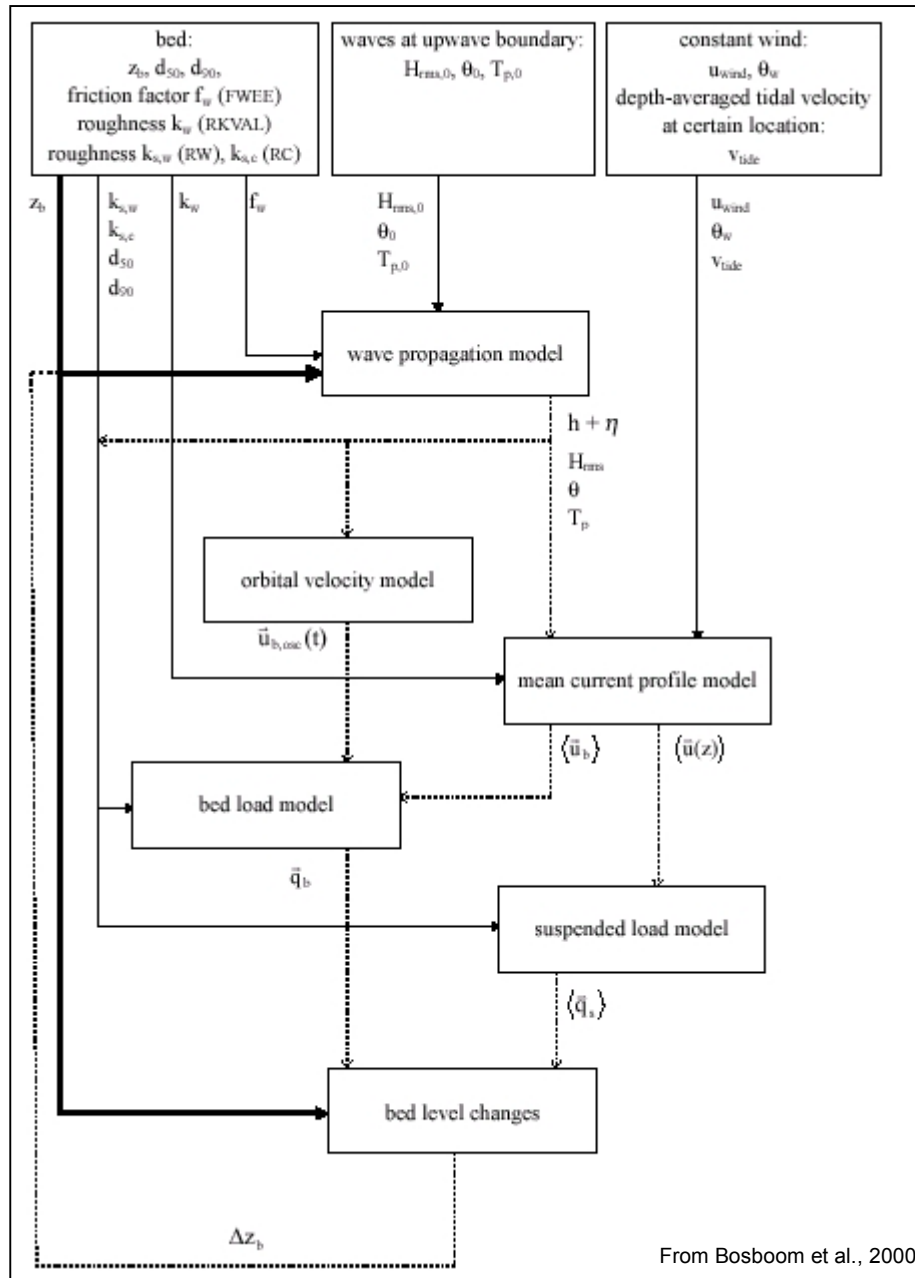 bed:
z_b, d_50, d_90,
friction factor f_w (FWEE)
roughness k_w (RKVAL)
roughness k_s,w (RW), k_s,c (RC)
waves at upwave boundary:
H_rms,0, θ_0, T_p,0
constant wind:
u_wind, θ_w
depth-averaged tidal velocity
at certain location:
v_tide
z_b
k_s,w
k_s,c
d_50
d_90
k_w
f_w
H_rms,0
θ_0
T_p,0
u_wind
θ_w
v_tide
wave propagation model
h + η
H_rms
θ
T_p
orbital velocity model
u⃗_b,osc(t)
mean current profile model
⟨u⃗_b⟩
⟨u⃗(z)⟩
bed load model
q⃗_b
suspended load model
⟨q⃗_s⟩
bed level changes
Δz_b
From Bosboom et al., 2000